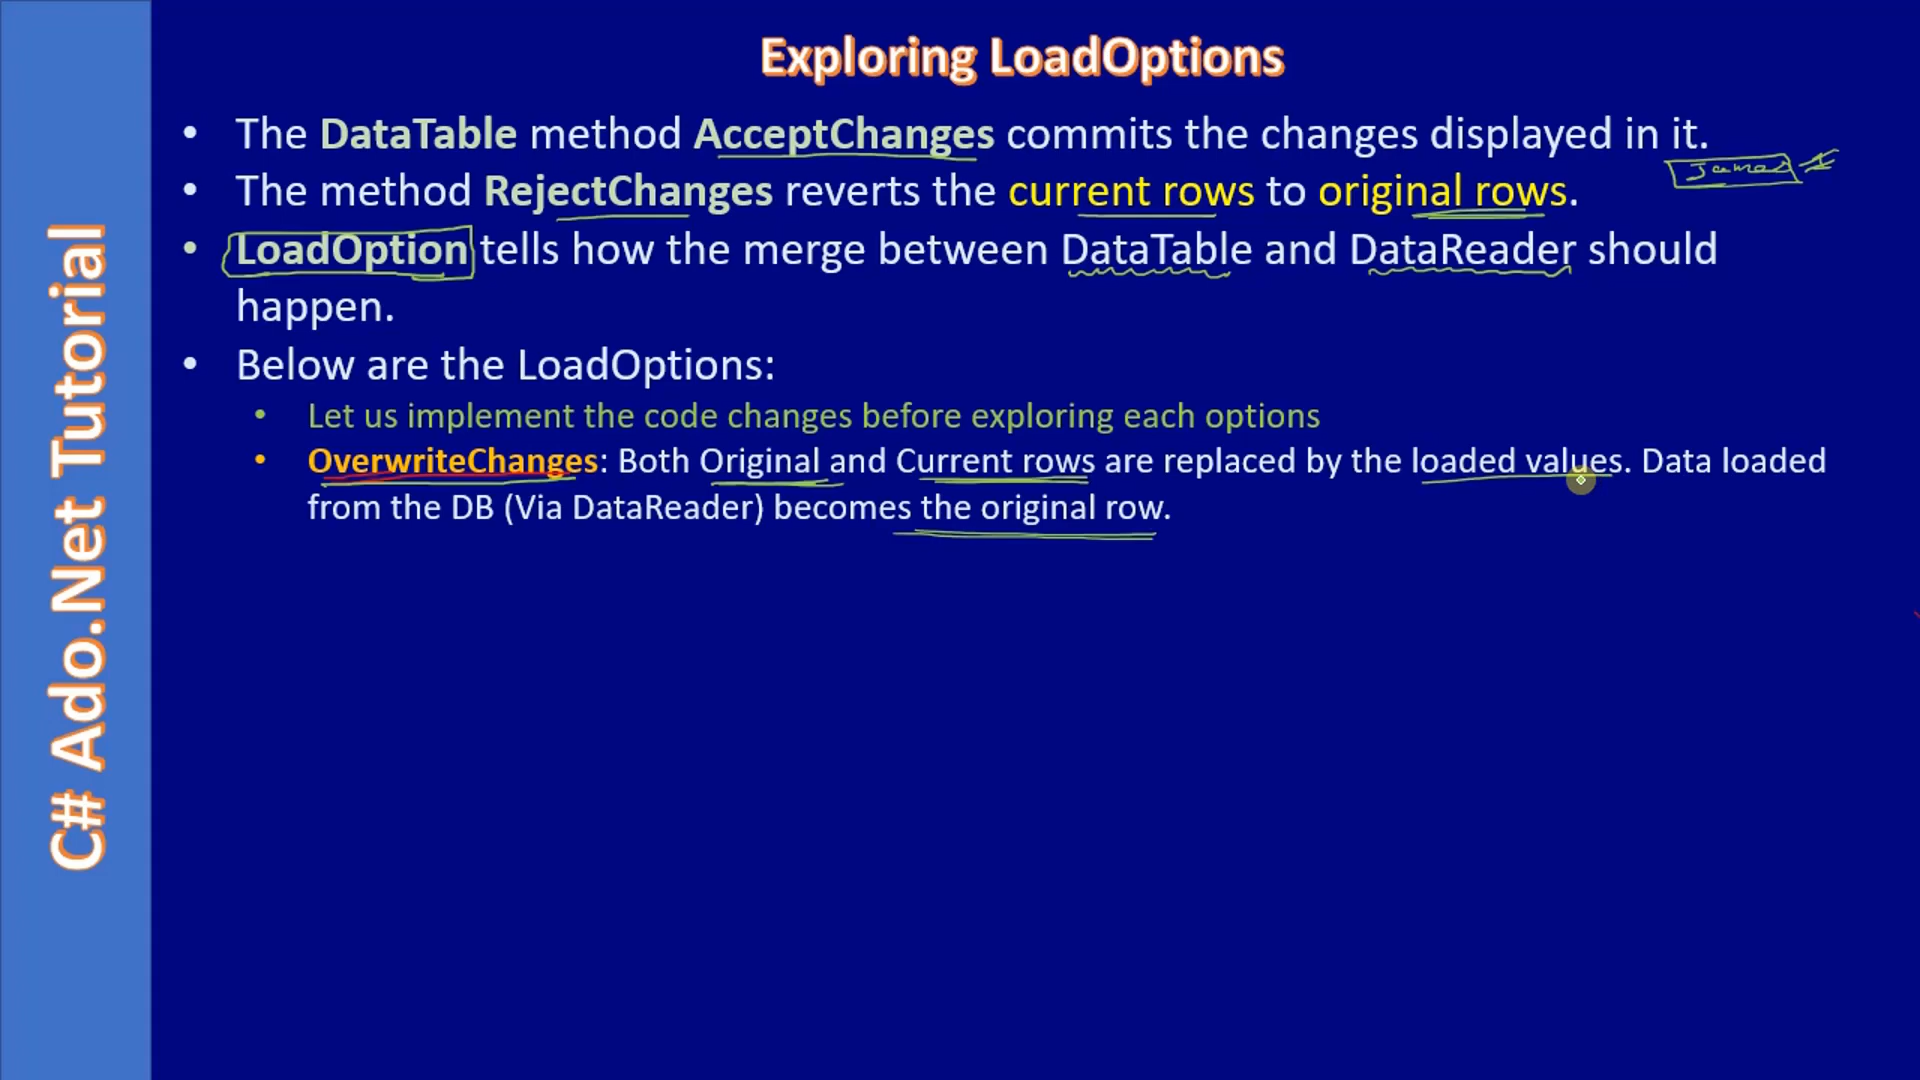 Exploring LoadOptions
• The DataTable method AcceptChanges commits the changes displayed in it.
• The method RejectChanges reverts the current rows to original rows.
• LoadOption tells how the merge between DataTable and DataReader should
happen.
• Below are the LoadOptions:
• Let us implement the code changes before exploring each options
• OverwriteChanges: Both Original and Current rows are replaced by the loaded values. Data loaded
from the DB (Via DataReader) becomes the original row.
C# Ado.Net Tutorial